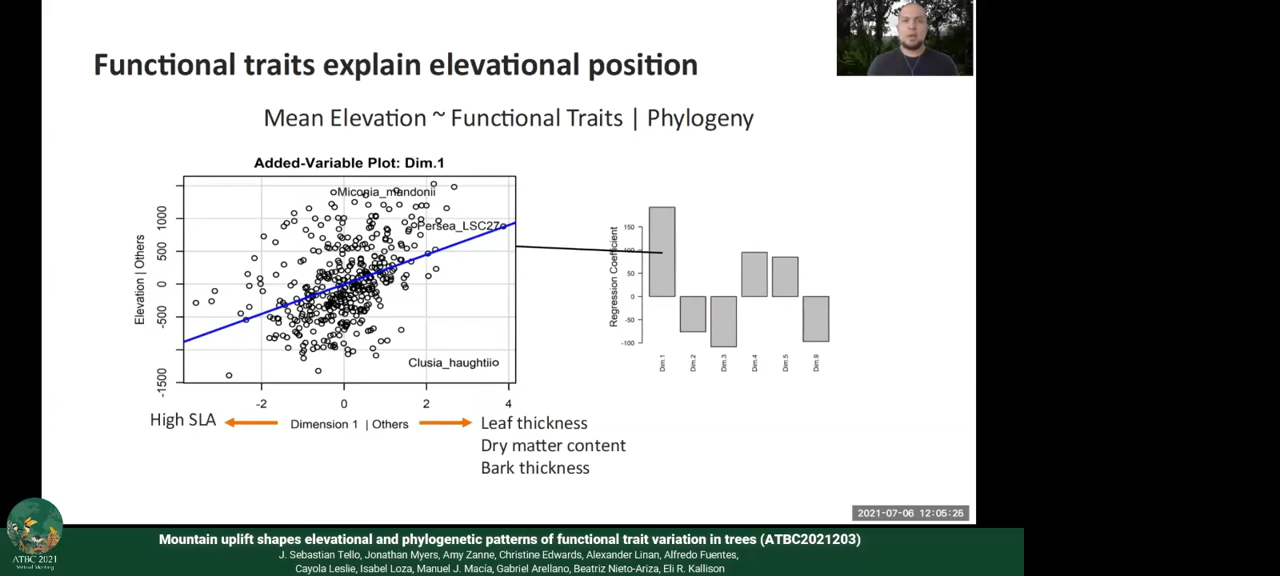 Functional traits explain elevational position
Mean Elevation ~ Functional Traits | Phylogeny
Added-Variable Plot: Dim.1
Elevation | Others
1000
500
0
-500
-1500
Miconia_mandonii
Persea_LSC27
Clusia_haughtii
-2 0 2 4
High SLA
Dimension 1 | Others
Leaf thickness
Dry matter content
Bark thickness
Regression Coefficient
150
100
50
0
-50
-100
Dim.1 Dim.2 Dim.3 Dim.4 Dim.5 Dim.9
2021-07-06 12:05:26
ATBC 2021
Virtual Meeting
Mountain uplift shapes elevational and phylogenetic patterns of functional trait variation in trees (ATBC2021203)
J. Sebastian Tello, Jonathan Myers, Amy Zanne, Christine Edwards, Alexander Linan, Alfredo Fuentes,
Cayola Leslie, Isabel Loza, Manuel J. Macía, Gabriel Arellano, Beatriz Nieto-Ariza, Eli R. Kallison